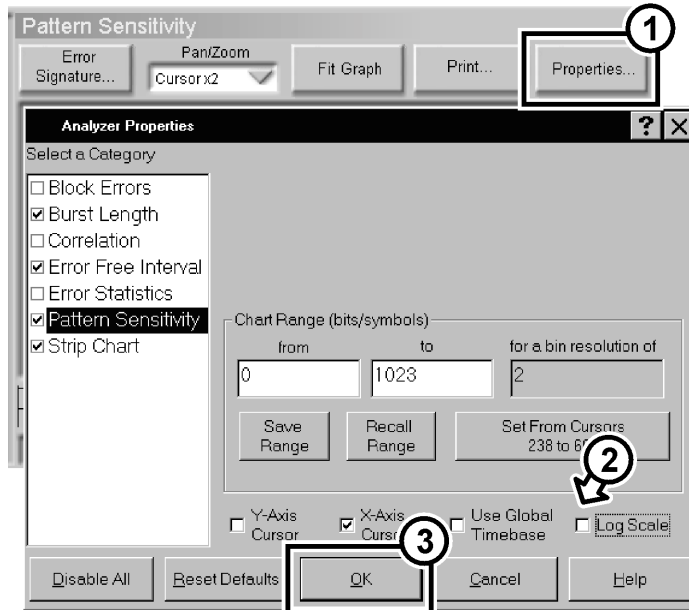 Pattern Sensitivity
1
Error
Signature...
Pan/Zoom
Cursor x2
Fit Graph
Print...
Properties...
Analyzer Properties
?
X
Select a Category
Block Errors
Burst Length
Correlation
Error Free Interval
Error Statistics
Pattern Sensitivity
Strip Chart
Chart Range (bits/symbols)
from
to
for a bin resolution of
0
1023
2
Save
Range
Recall
Range
Set From Cursors
238 to
2
Y-Axis
Cursor
X-Axis
Use Global
Timebase
Log Scale
3
Disable All
Reset Defaults
OK
Cancel
Help